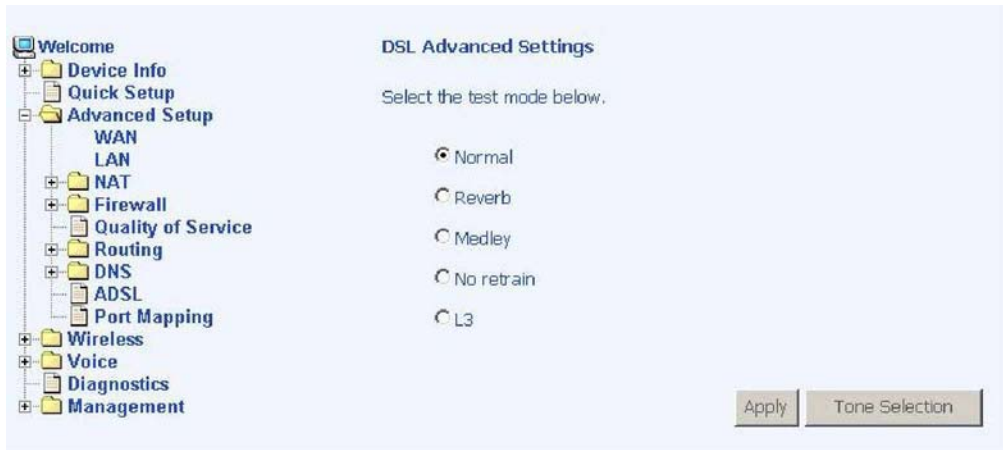 Welcome
Device Info
Quick Setup
Advanced Setup
WAN
LAN
NAT
Firewall
Quality of Service
Routing
DNS
ADSL
Port Mapping
Wireless
Voice
Diagnostics
Management
DSL Advanced Settings
Select the test mode below.
Normal
Reverb
Medley
No retrain
L3
Apply
Tone Selection